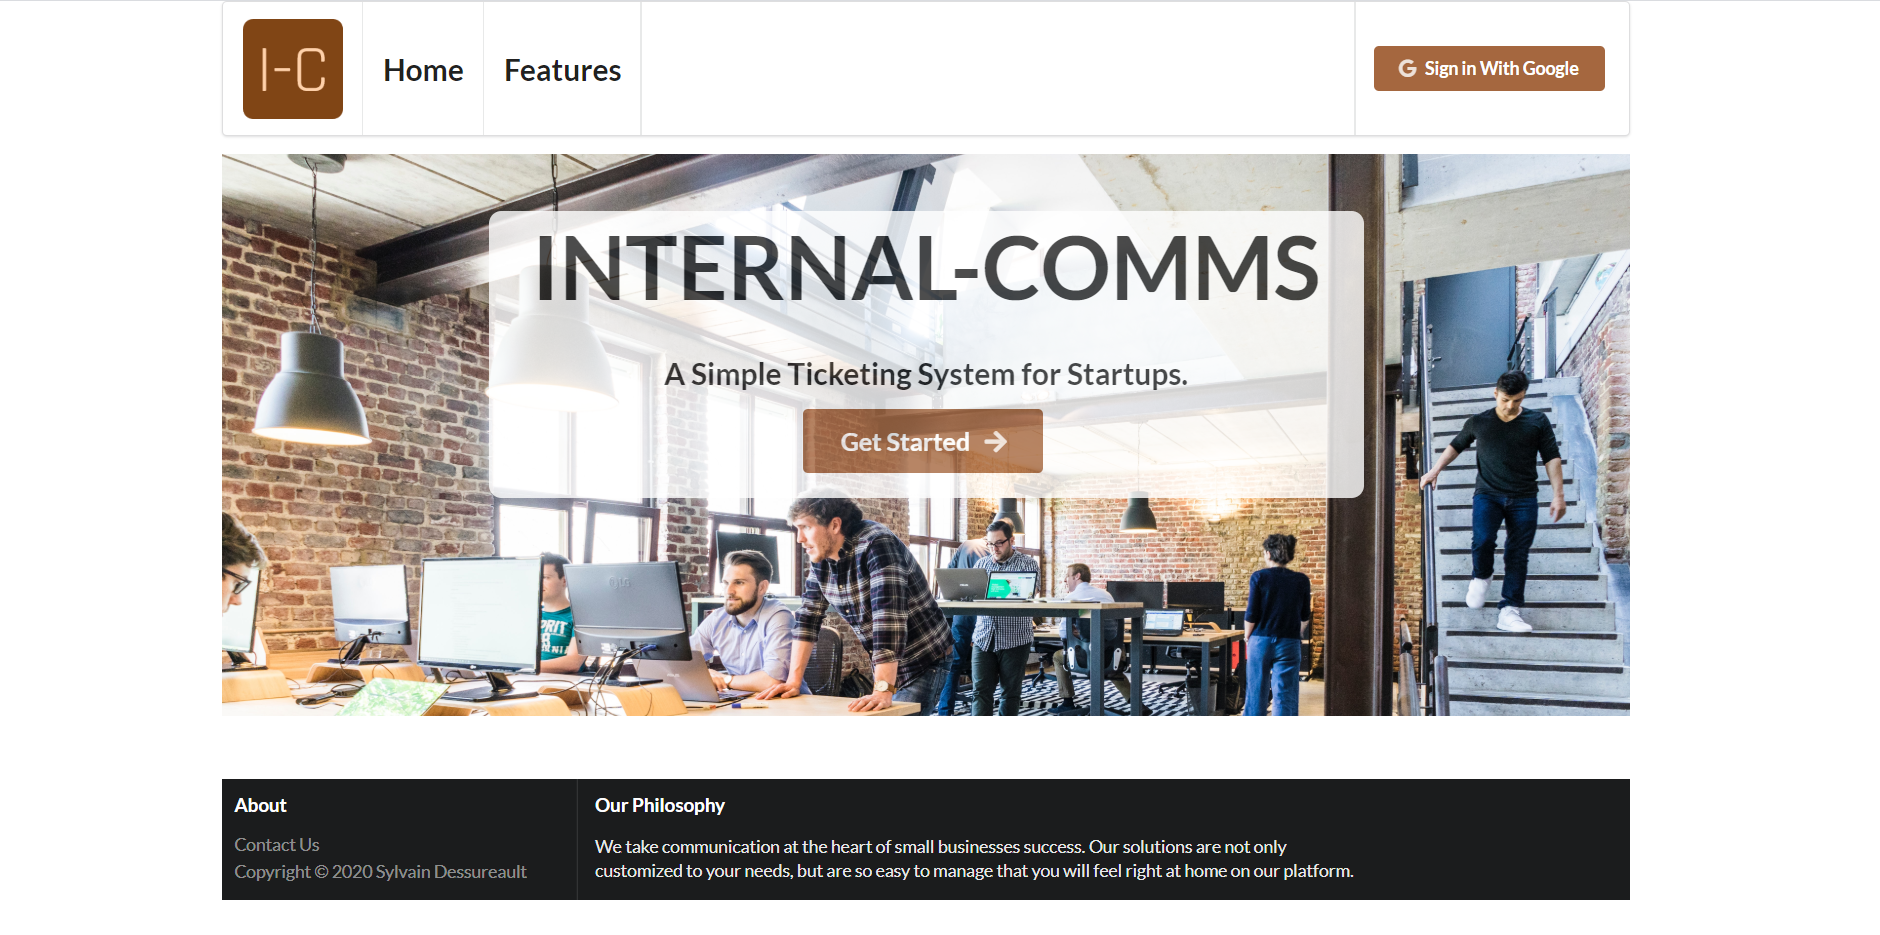 I-C
Home
Features
Sign in With Google
INTERNAL-COMMS
A Simple Ticketing System for Startups.
Get Started
About
Contact Us
Copyright © 2020 Sylvain Dessureault
Our Philosophy
We take communication at the heart of small businesses success. Our solutions are not only
customized to your needs, but are so easy to manage that you will feel right at home on our platform.